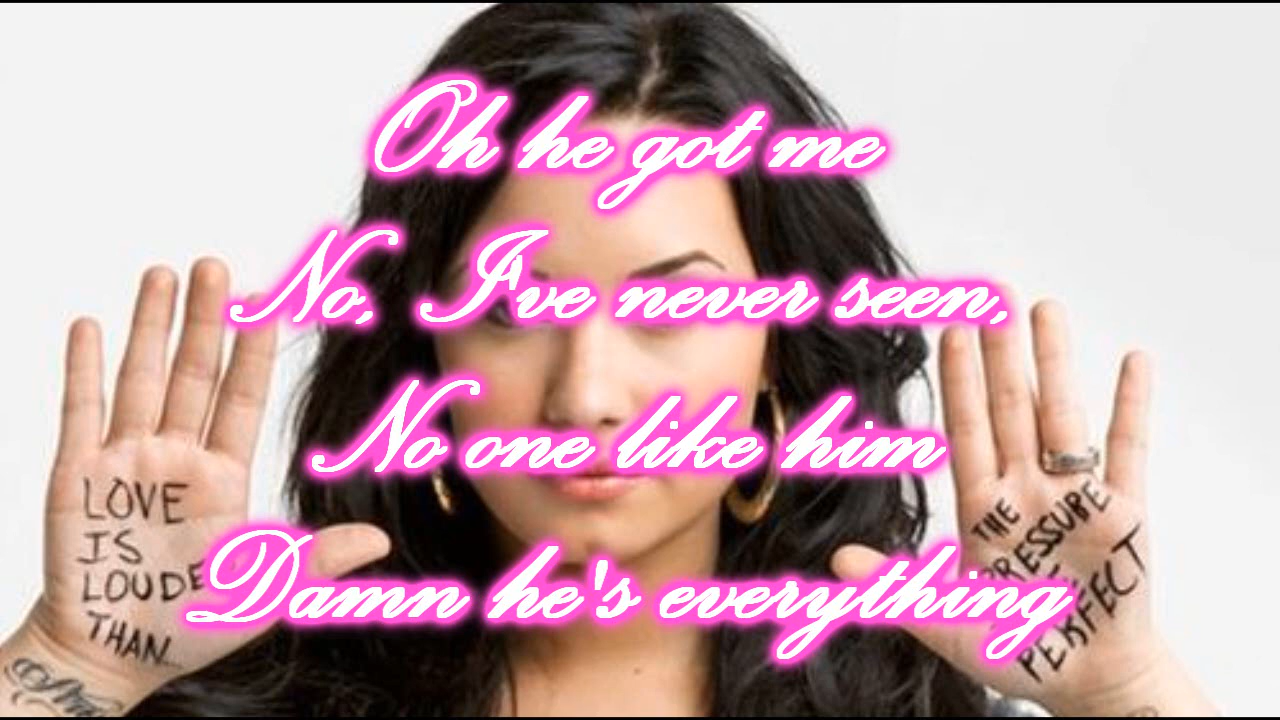 Oh he got me
No, I've never seen,
No one like him
Damn he's everything
LOVE
IS
LOUDE
THAN...
THE
PRESSURE
PERFECT